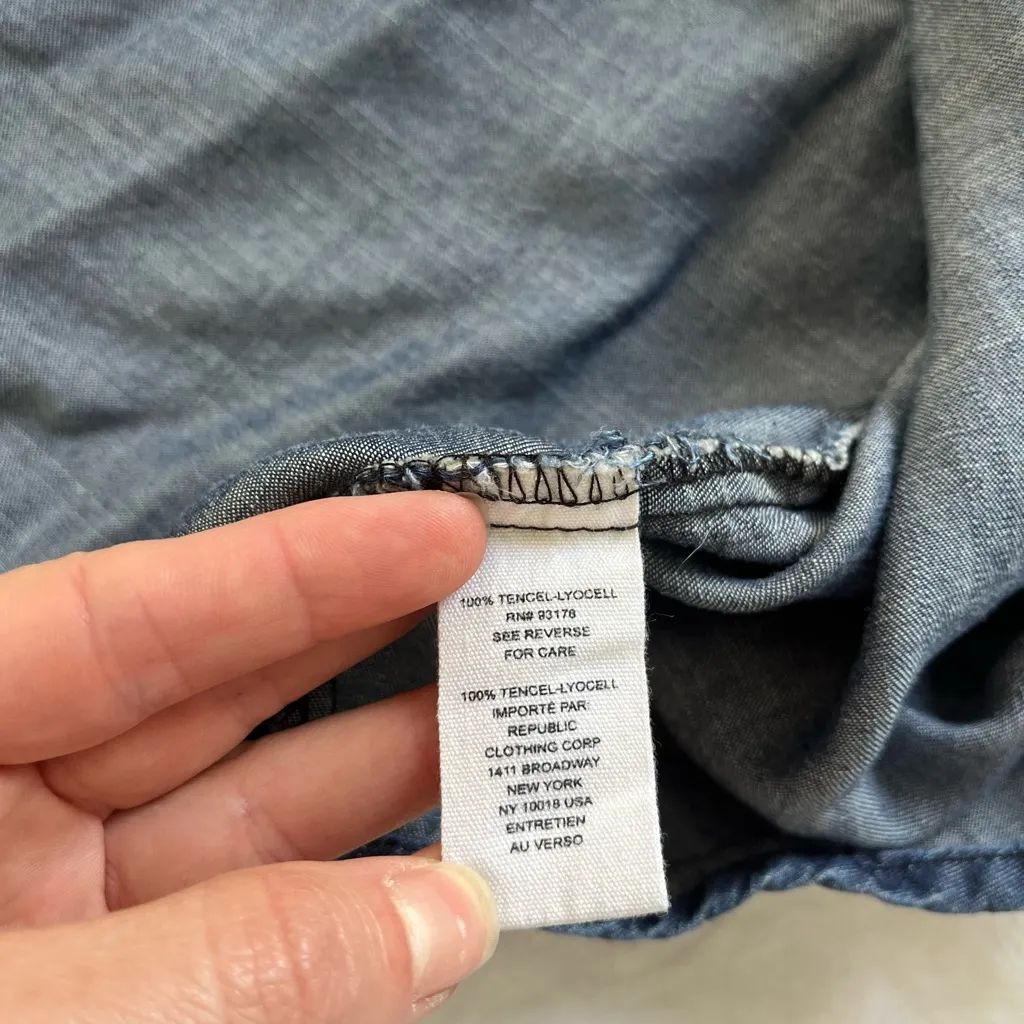 100% TENCEL-LYOCELL
RN# 93176
SEE REVERSE
FOR CARE
100% TENCEL-LYOCELL
IMPORTÉ PAR
REPUBLIC
CLOTHING CORP
1411 BROADWAY
NEW YORK
NY 10018 USA
ENTRETIEN
AU VERSO